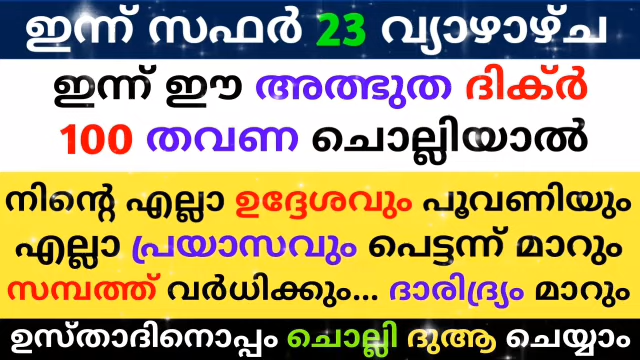 ഇന്ന് സഫർ 23 വ്യാഴാഴ്ച
ഇന്ന് ഈ അത്ഭുത ദിക്ർ
100 തവണ ചൊല്ലിയാൽ
നിന്റെ എല്ലാ ഉദ്ദേശവും പൂവണിയും
എല്ലാ പ്രയാസവും പെട്ടന്ന് മാറും
സമ്പത്ത് വർധിക്കും... ദാരിദ്ര്യം മാറും
ഉസ്താദിനൊപ്പം ചൊല്ലി ദുആ ചെയ്യാം